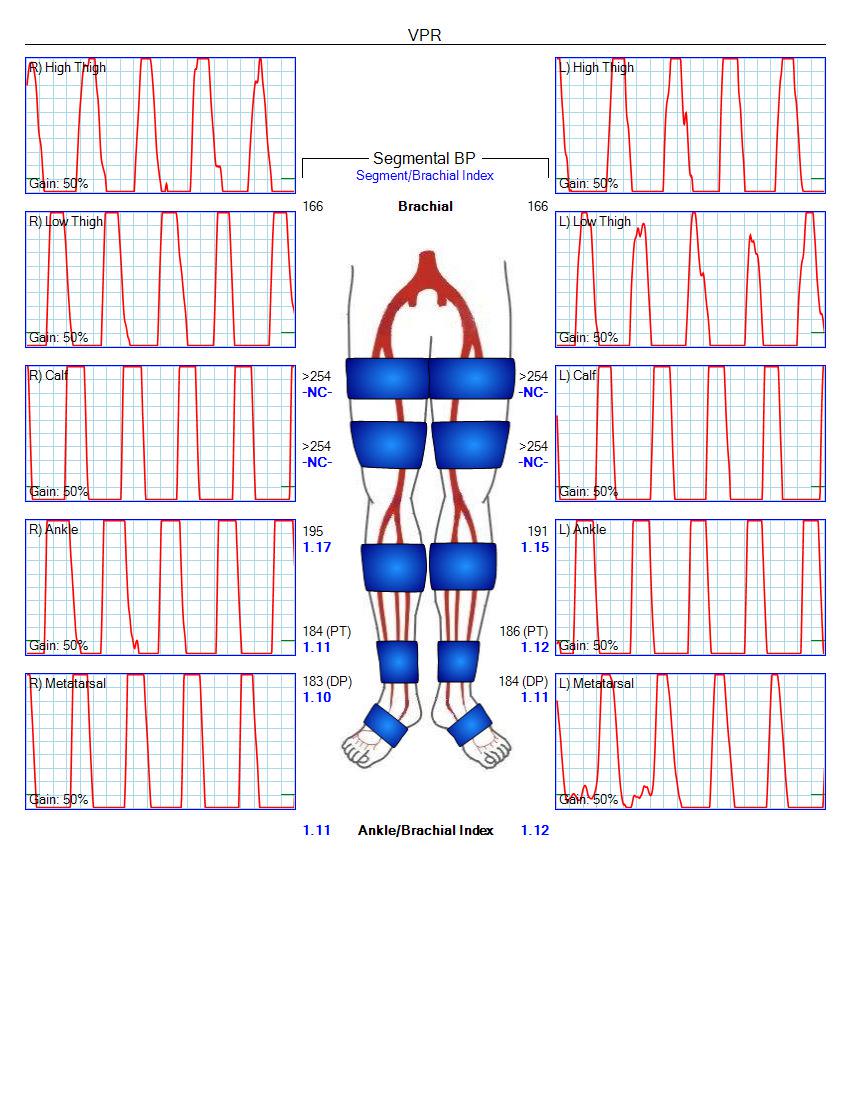 VPR
R) High Thigh
Gain: 50%
L) High Thigh
Gain: 50%
Segmental BP
Segment/Brachial Index
166 Brachial 166
R) Low Thigh
Gain: 50%
L) Low Thigh
Gain: 50%
R) Calf
Gain: 50%
>254
-NC-
>254
-NC-
>254
-NC-
>254
-NC-
L) Calf
Gain: 50%
R) Ankle
Gain: 50%
195
1.17
191
1.15
L) Ankle
Gain: 50%
184 (PT)
1.11
186 (PT)
1.12
R) Metatarsal
Gain: 50%
183 (DP)
1.10
184 (DP)
1.11
L) Metatarsal
Gain: 50%
1.11 Ankle/Brachial Index 1.12